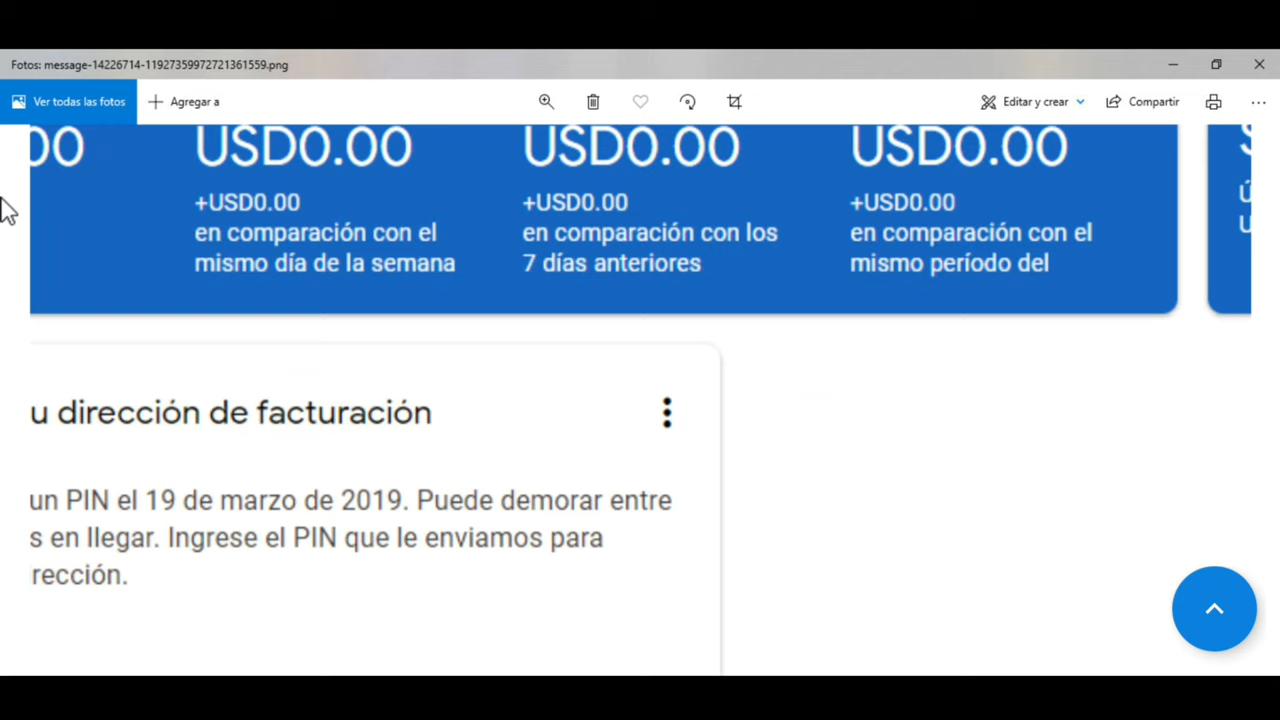 Fotos: message-14226714-11927359972721361559.png
Ver todas las fotos
Agregar a
Editar y crear
Compartir
00
USD0.00
USD0.00
USD0.00
+USD0.00
+USD0.00
+USD0.00
en comparación con el
en comparación con los
en comparación con el
mismo día de la semana
7 días anteriores
mismo período del
u dirección de facturación
un PIN el 19 de marzo de 2019. Puede demorar entre
s en llegar. Ingrese el PIN que le enviamos para
rección.